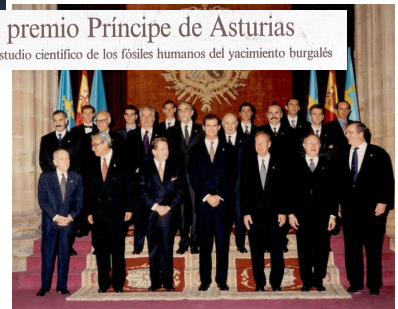 premio Príncipe de Asturias
studio científico de los fósiles humanos del yacimiento burgalés